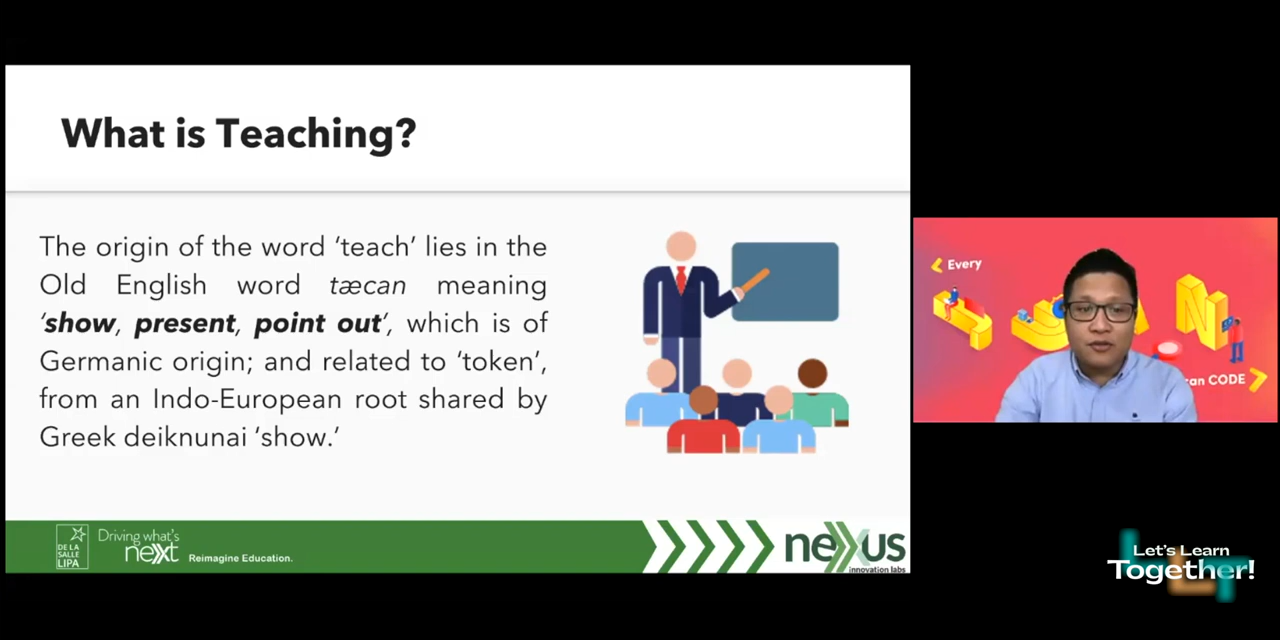 What is Teaching?
The origin of the word ‘teach’ lies in the
Old English word tæcan meaning
‘show, present, point out‘, which is of
Germanic origin; and related to ‘token’,
from an Indo-European root shared by
Greek deiknunai ‘show.’
DE LA
SALLE
LIPA
Driving what's
next
Reimagine Education.
nexus
innovation labs
Every
JUAN
can CODE
Let's Learn
Together!